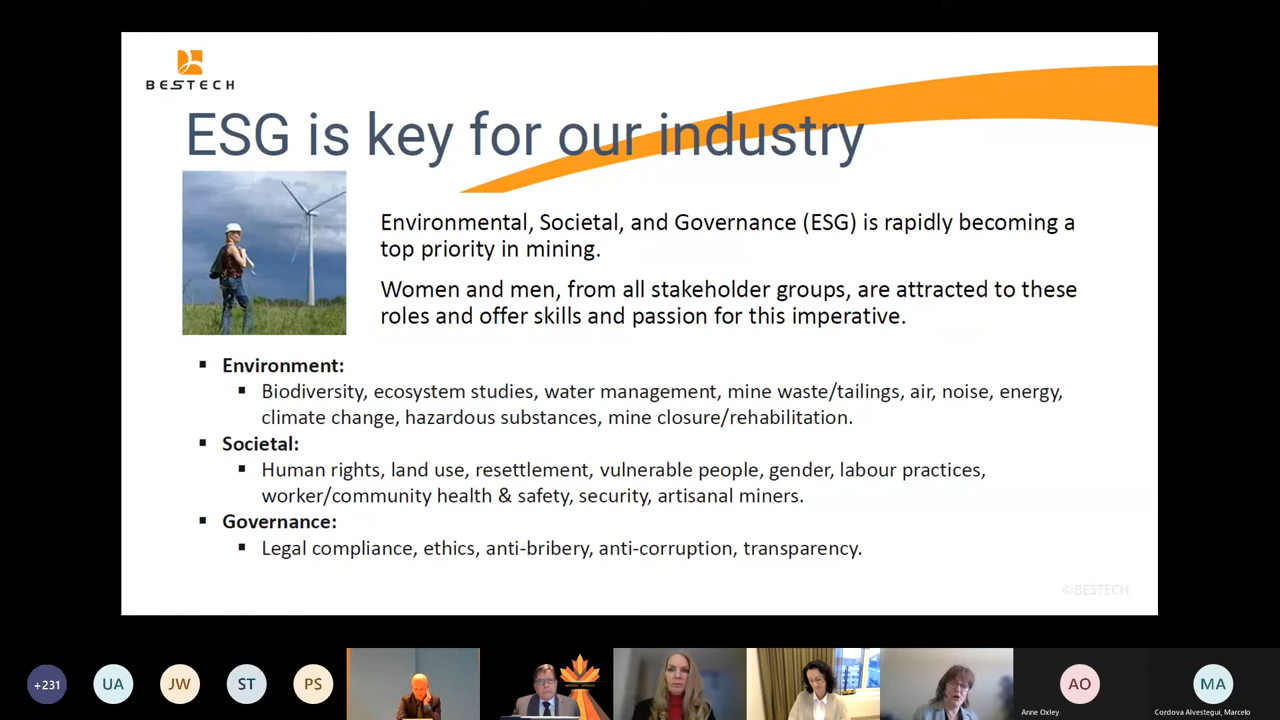 BESTECH
ESG is key for our industry
Environmental, Societal, and Governance (ESG) is rapidly becoming a
top priority in mining.
Women and men, from all stakeholder groups, are attracted to these
roles and offer skills and passion for this imperative.
▪ Environment:
▪ Biodiversity, ecosystem studies, water management, mine waste/tailings, air, noise, energy,
climate change, hazardous substances, mine closure/rehabilitation.
▪ Societal:
▪ Human rights, land use, resettlement, vulnerable people, gender, labour practices,
worker/community health & safety, security, artisanal miners.
▪ Governance:
▪ Legal compliance, ethics, anti-bribery, anti-corruption, transparency.
©BESTECH
+231 UA JW ST PS AO MA
Anne Oxley Cordova Alvestegui, Marcelo